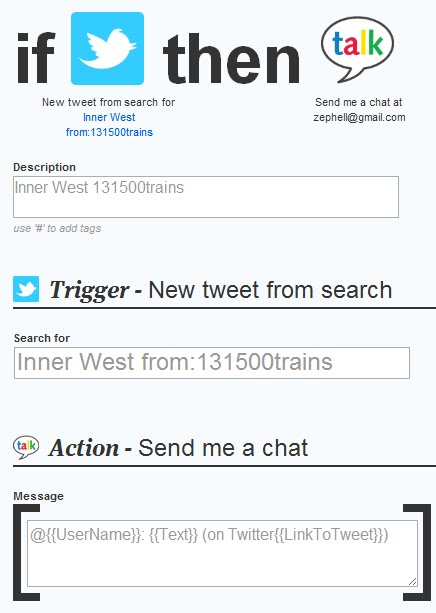 if then talk
New tweet from search for
Inner West
from:131500trains
Send me a chat at
zephell@gmail.com
Description
Inner West 131500trains
use '#' to add tags
Trigger - New tweet from search
Search for
Inner West from:131500trains
talk Action - Send me a chat
Message
@{{UserName}}: {{Text}} (on Twitter{{LinkToTweet}})